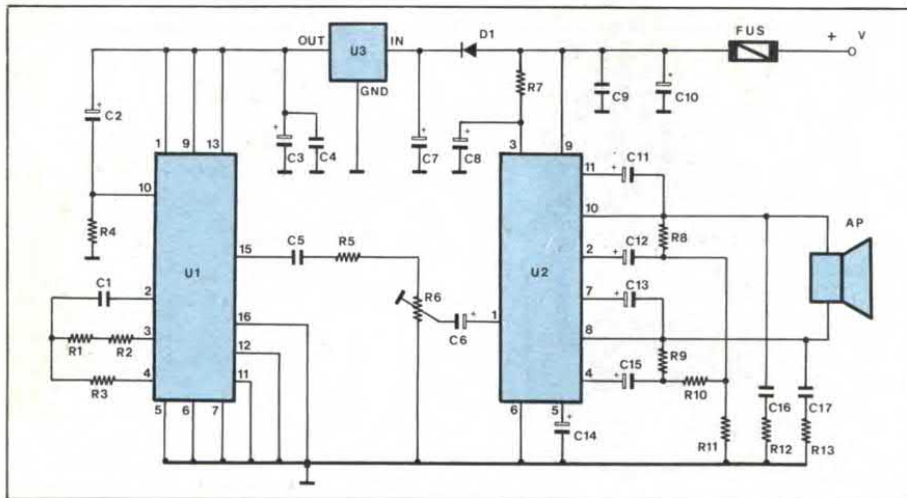 FUS
+ V
OUT U3 IN D1
GND
R7
C9
+ C10
+ C2
+ C3 C4
+ C7
+ C8
1 9 13
3 9
11 + C11
10
10
R4
R8
AP
15 C5 R5
U1
U2
2 + C12
C1
2
R6
7 + C13
R1 R2 3
16
C6 + 1
8
12
R9
R3 4
11
4 C15 + R10
5 6 7
6 5
+ C14
C16 C17
R11 R12 R13